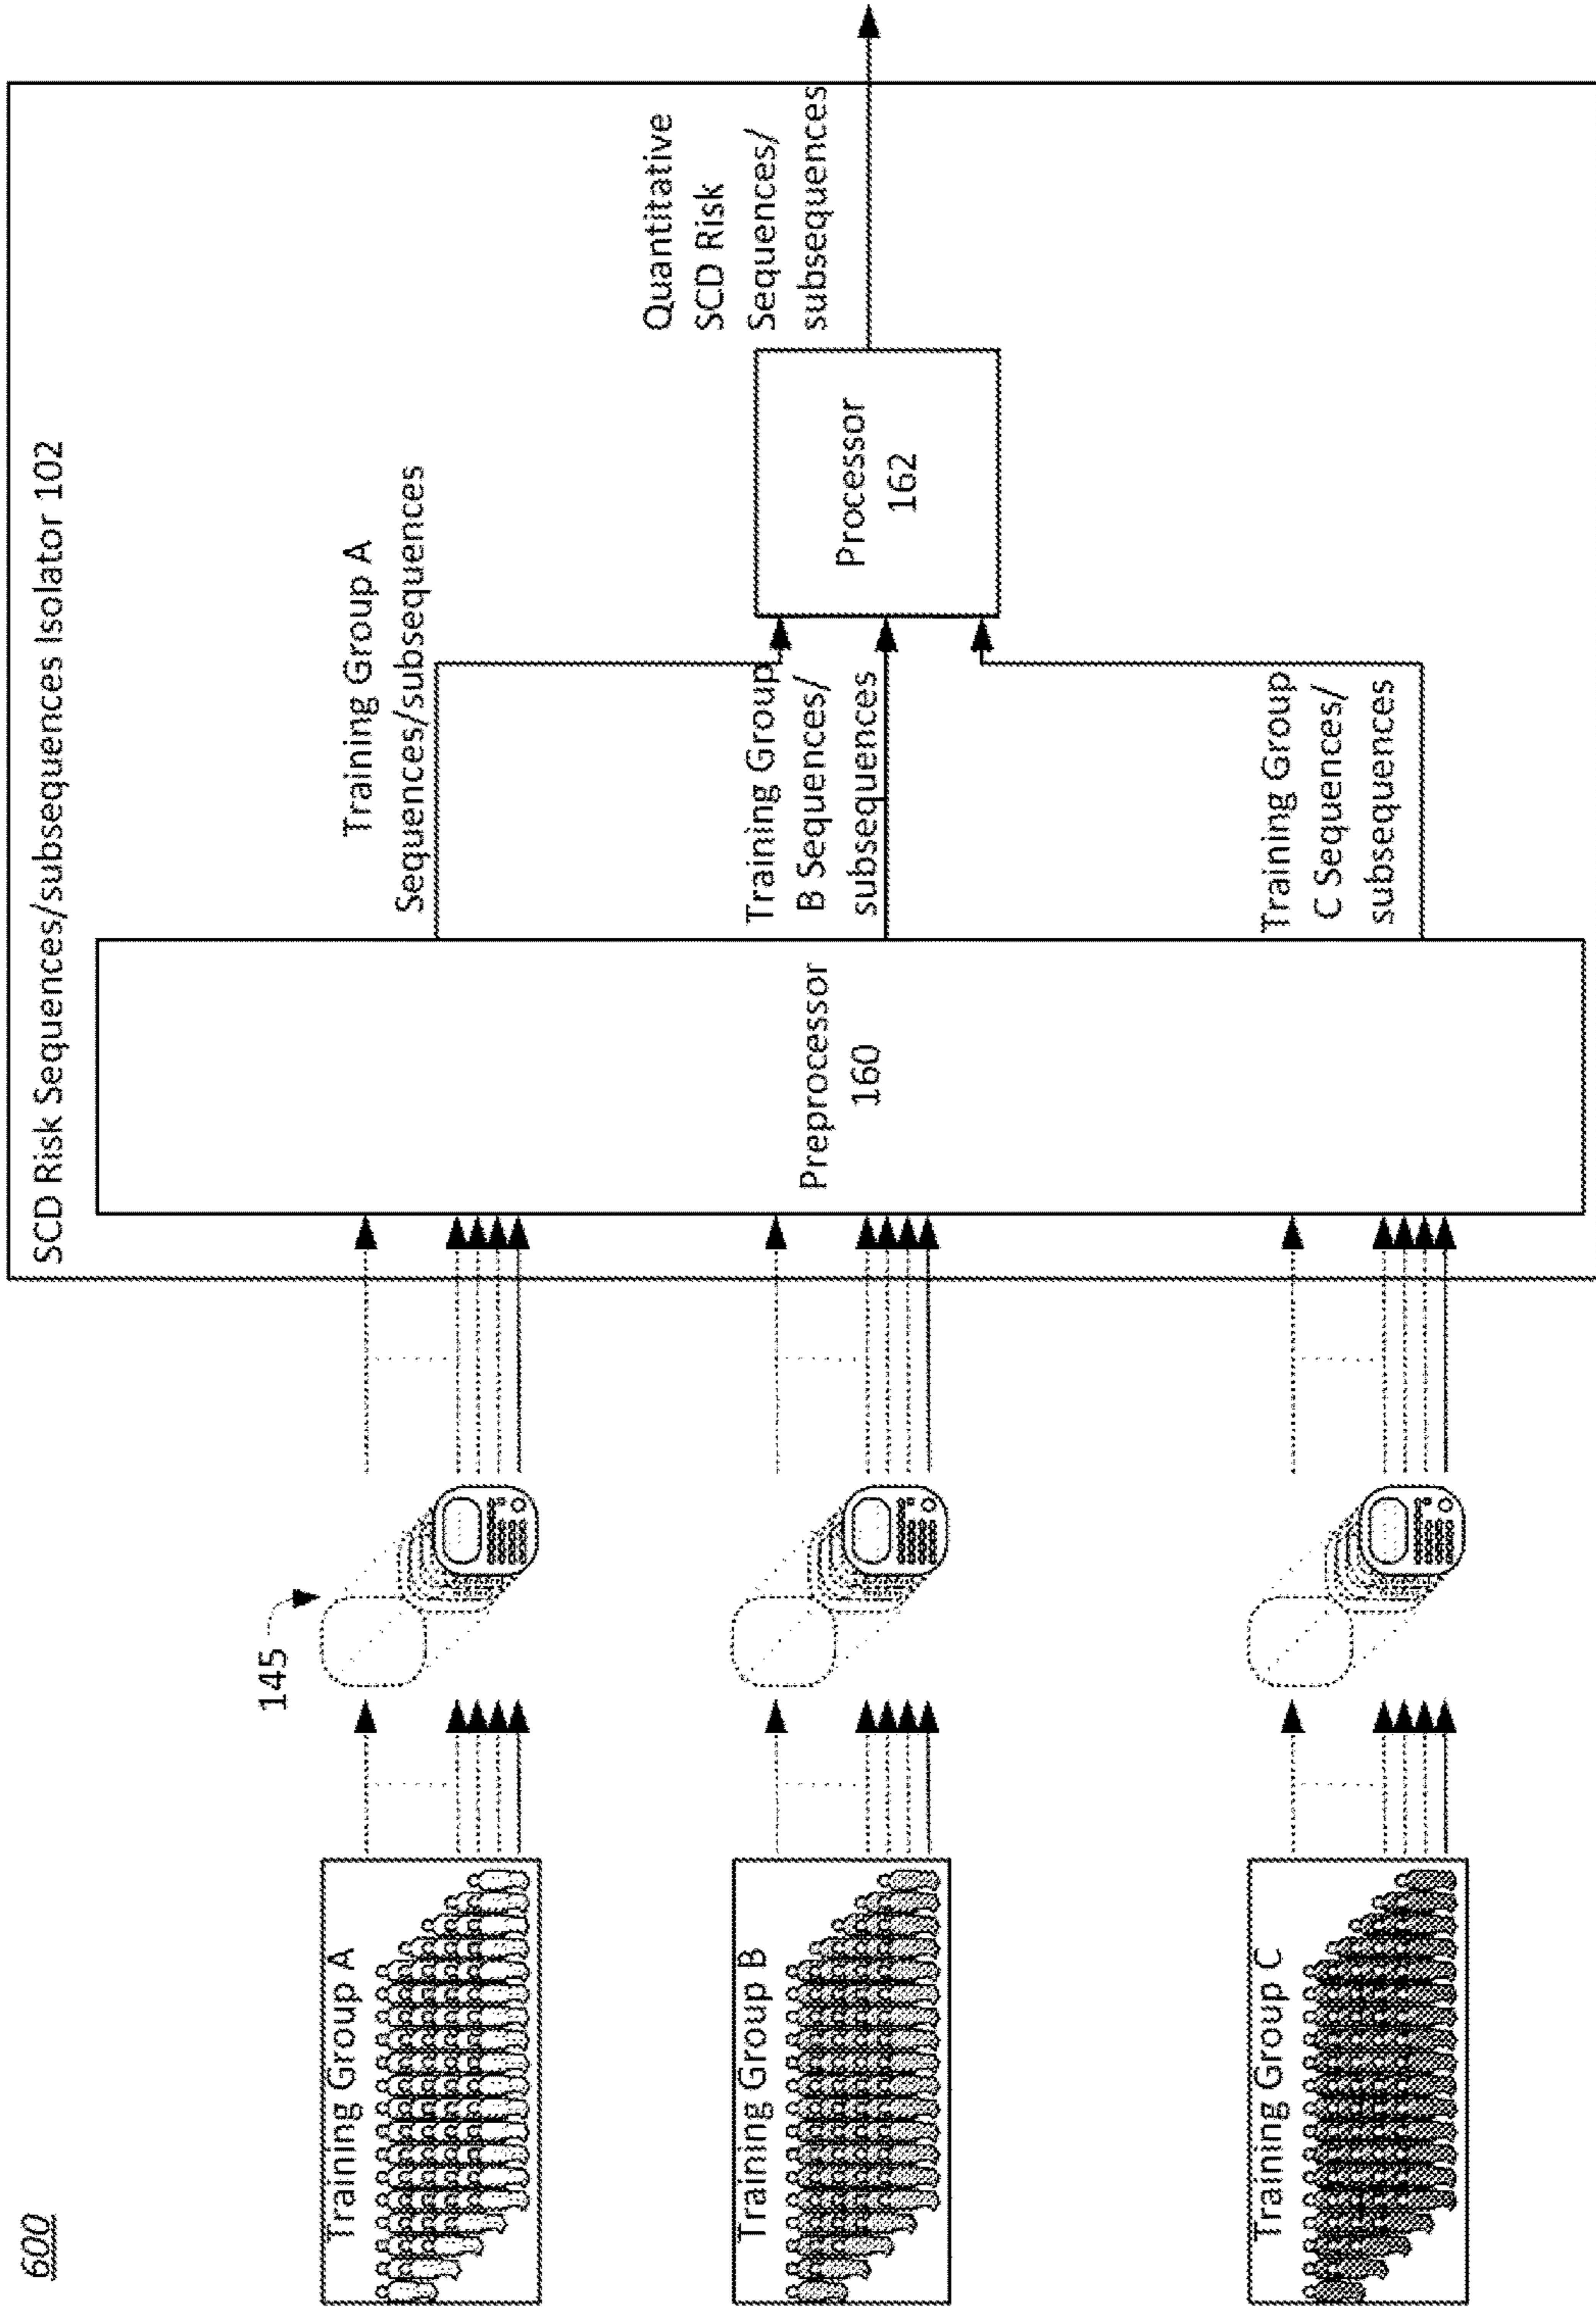 600
SCD Risk Sequences/subsequences Isolator 102
Training Group A
145
Training Group A
Sequences/subsequences
Training Group B
Preprocessor
160
Training Group
B Sequences/
subsequences
Processor
162
Quantitative
SCD Risk
Sequences/
subsequences
Training Group C
Training Group
C Sequences/
subsequences